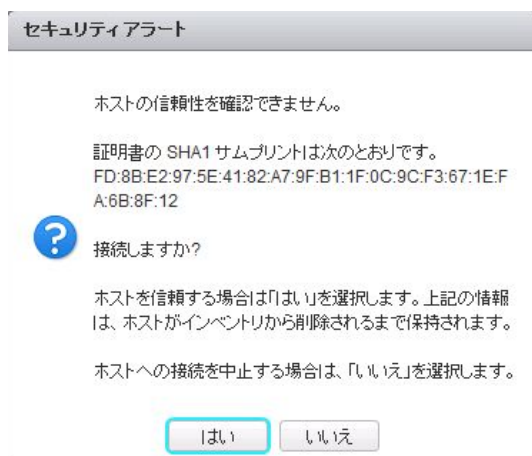 セキュリティ アラート
ホストの信頼性を確認できません。
証明書の SHA1 サムプリントは次のとおりです。
FD:8B:E2:97:5E:41:82:A7:9F:B1:1F:0C:9C:F3:67:1E:F
A:6B:8F:12
接続しますか?
ホストを信頼する場合は「はい」を選択します。上記の情報
は、ホストがインベントリから削除されるまで保持されます。
ホストへの接続を中止する場合は、「いいえ」を選択します。
はい
いいえ